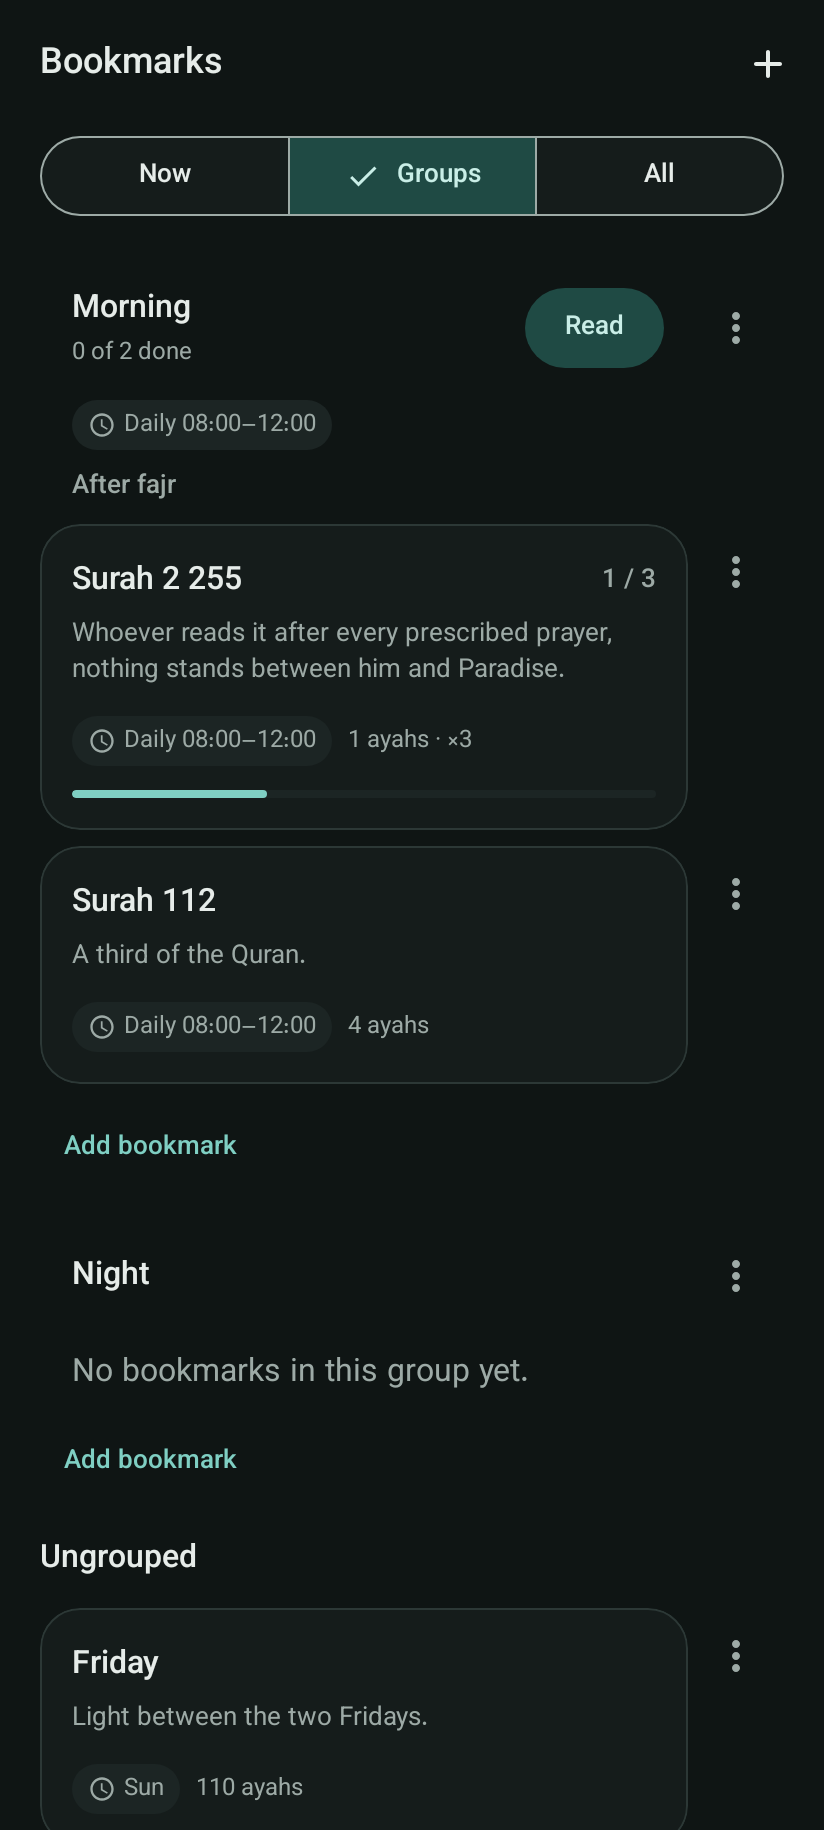 Bookmarks
Now
Groups
All
Morning
Read
0 of 2 done
Daily 08:00–12:00
After fajr
Surah 2 255
1 / 3
Whoever reads it after every prescribed prayer,
nothing stands between him and Paradise.
Daily 08:00–12:00 1 ayahs · ×3
Surah 112
A third of the Quran.
Daily 08:00–12:00 4 ayahs
Add bookmark
Night
No bookmarks in this group yet.
Add bookmark
Ungrouped
Friday
Light between the two Fridays.
Sun 110 ayahs